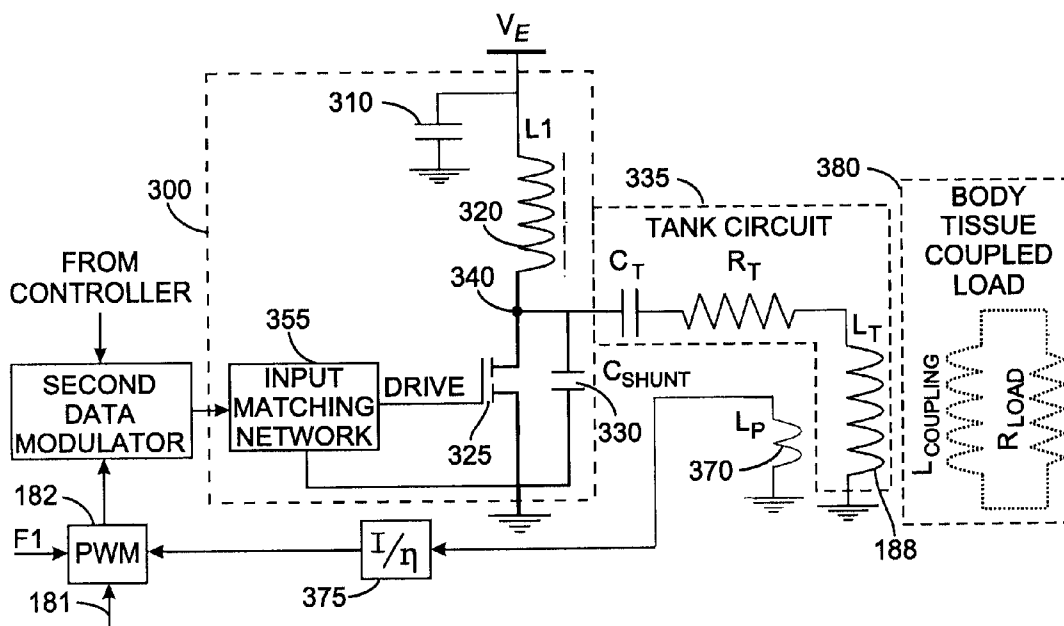 V_E
310
L1
300
320
335
380
BODY
TISSUE
COUPLED
LOAD
TANK CIRCUIT
C_T
R_T
FROM
CONTROLLER
340
355
L_T
SECOND
DATA
MODULATOR
INPUT
MATCHING
NETWORK
DRIVE
C_SHUNT
325
330
L_P
370
L_COUPLING
R_LOAD
182
F1
PWM
I/η
375
188
181